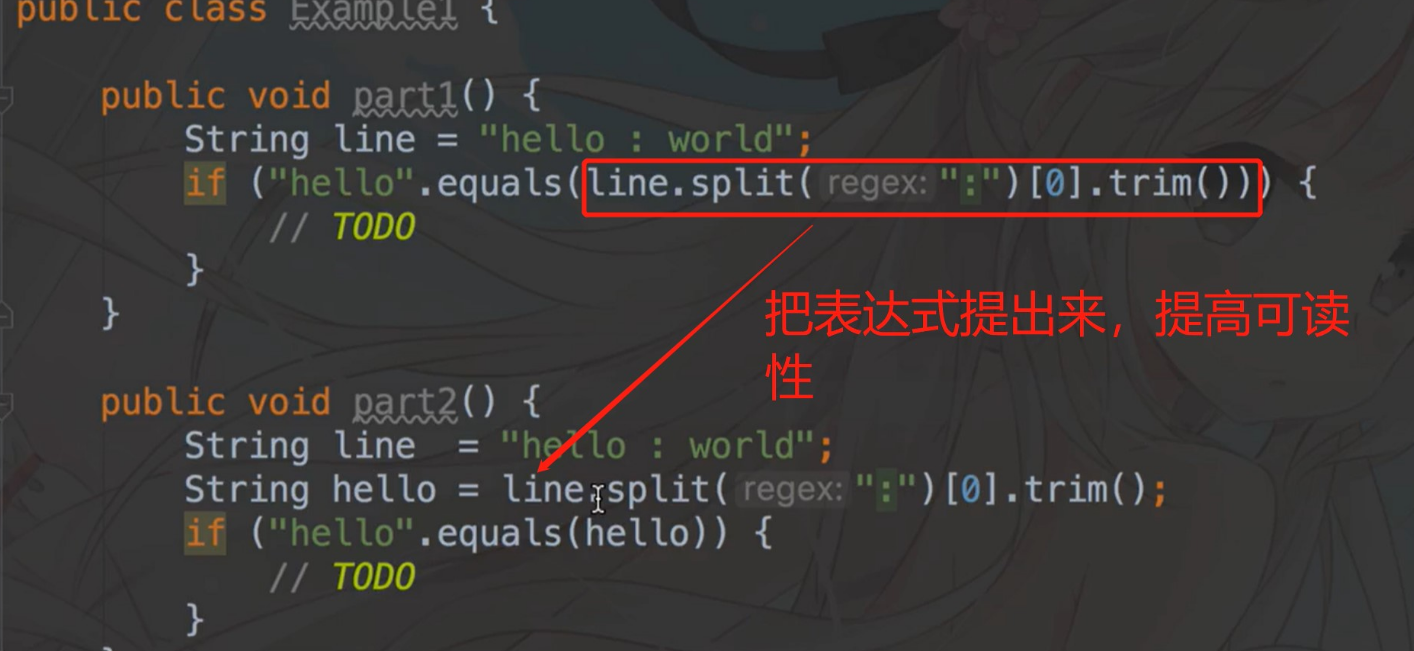 public class Example1 {
public void part1() {
String line = "hello : world";
if ("hello".equals(line.split( regex: ":")[0].trim())) {
// TODO
}
}
把表达式提出来，提高可读
性
public void part2() {
String line  = "hello : world";
String hello = line.split( regex: ":")[0].trim();
if ("hello".equals(hello)) {
// TODO
}
}